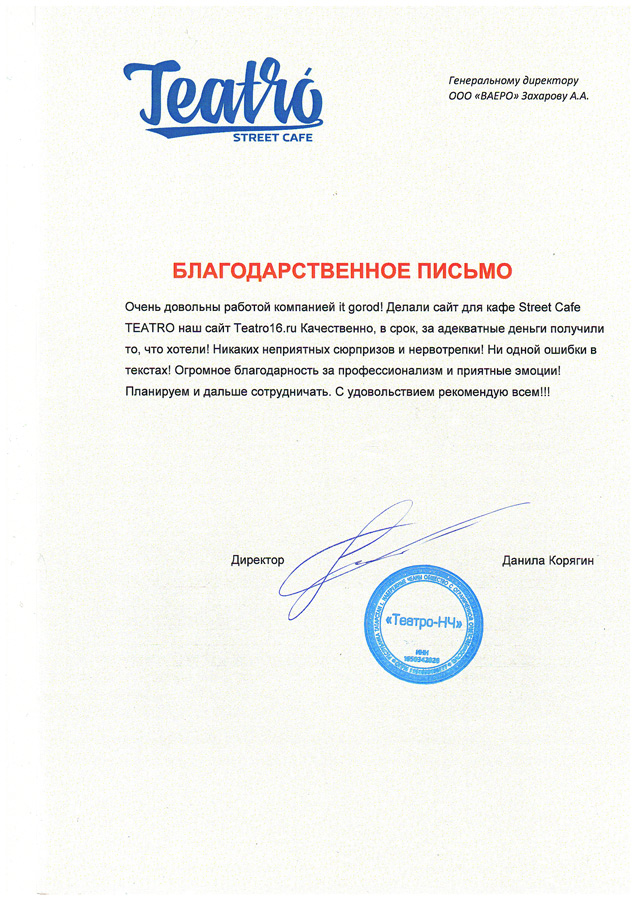 Teatró
STREET CAFE
Генеральному директору
ООО «ВАЕРО» Захарову А.А.
БЛАГОДАРСТВЕННОЕ ПИСЬМО
Очень довольны работой компанией it gorod! Делали сайт для кафе Street Cafe
TEATRO наш сайт Teatro16.ru Качественно, в срок, за адекватные деньги получили
то, что хотели! Никаких неприятных сюрпризов и нервотрепки! Ни одной ошибки в
текстах! Огромное благодарность за профессионализм и приятные эмоции!
Планируем и дальше сотрудничать. С удовольствием рекомендую всем!!!
Директор
Данила Корягин
«Театро-НЧ»
ИНН